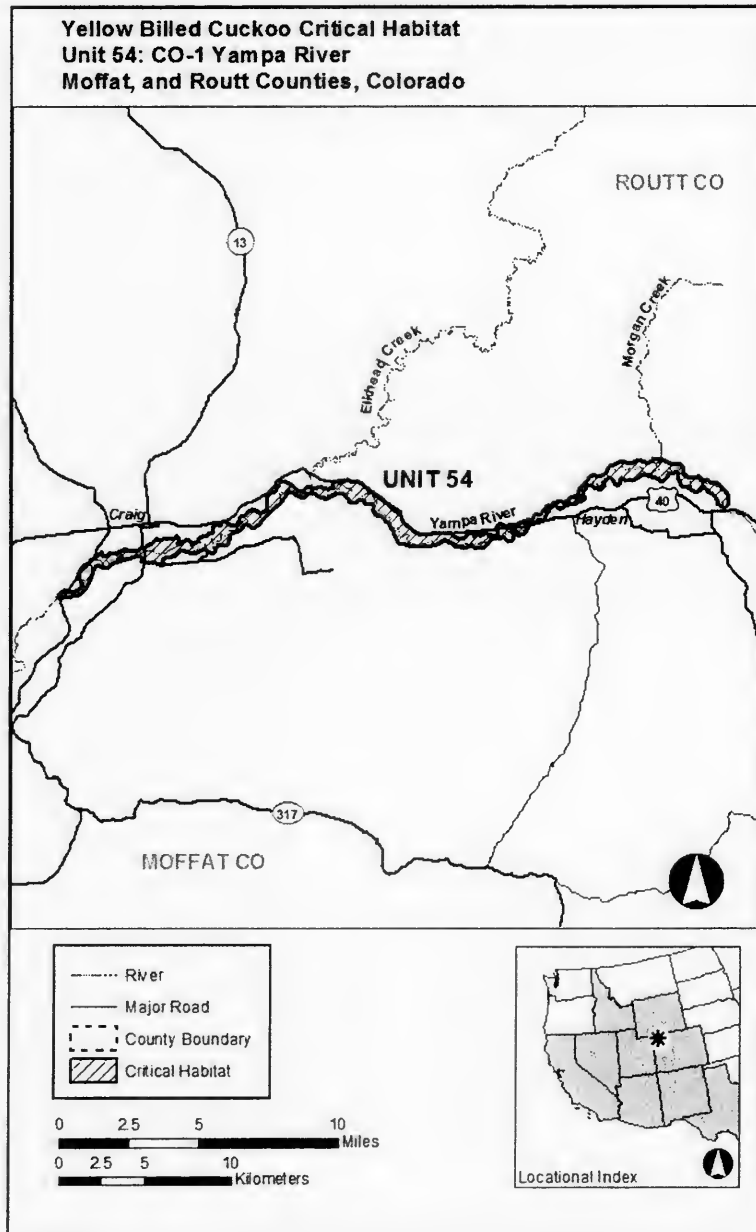 Yellow Billed Cuckoo Critical Habitat
Unit 54: CO-1 Yampa River
Moffat, and Routt Counties, Colorado
ROUTT CO
13
Elkhead Creek
Morgan Creek
UNIT 54
40
Craig
Yampa River
Hayden
317
MOFFAT CO
River
Major Road
County Boundary
Critical Habitat
0 2.5 5 10
Miles
0 2.5 5 10
Kilometers
Locational Index